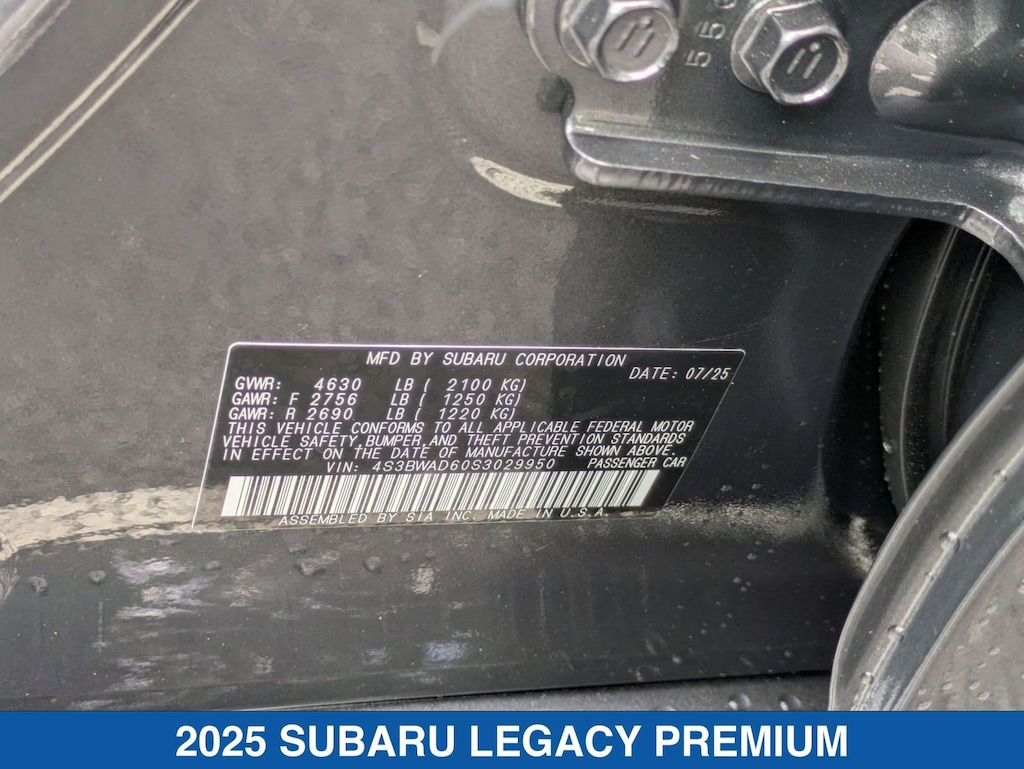 550
MFD BY SUBARU CORPORATION
DATE: 07/25
GVWR: 4630 LB ( 2100 KG)
GAWR: F 2756 LB ( 1250 KG)
GAWR: R 2690 LB ( 1220 KG)
THIS VEHICLE CONFORMS TO ALL APPLICABLE FEDERAL MOTOR
VEHICLE SAFETY, BUMPER, AND THEFT PREVENTION STANDARDS
IN EFFECT ON THE DATE OF MANUFACTURE SHOWN ABOVE.
VIN: 4S3BWAD60S3029950 PASSENGER CAR
ASSEMBLED BY SIA INC. MADE IN U.S.A.
2025 SUBARU LEGACY PREMIUM